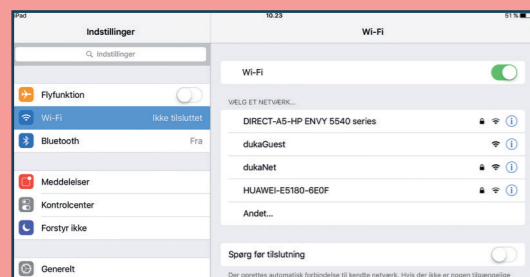 iPad
10.23
51 %
Indstillinger
Indstillinger
Flyfunktion
Wi-Fi Ikke tilsluttet
Bluetooth Fra
Meddelelser
Kontrolcenter
Forstyr ikke
Generelt
Wi-Fi
Wi-Fi
VÆLG ET NETVÆRK...
DIRECT-A5-HP ENVY 5540 series
dukaGuest
dukaNet
HUAWEI-E5180-6E0F
Andet...
Spørg før tilslutning
Der oprettes automatisk forbindelse til kendte netværk. Hvis der ikke er nogen tilgængelige